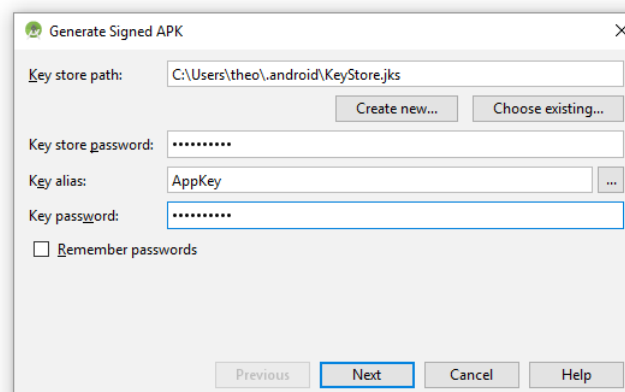 Generate Signed APK
Key store path: C:\Users\theo\.android\KeyStore.jks
Create new... Choose existing...
Key store password: ••••••••••
Key alias: AppKey ...
Key password: ••••••••••
Remember passwords
Previous Next Cancel Help